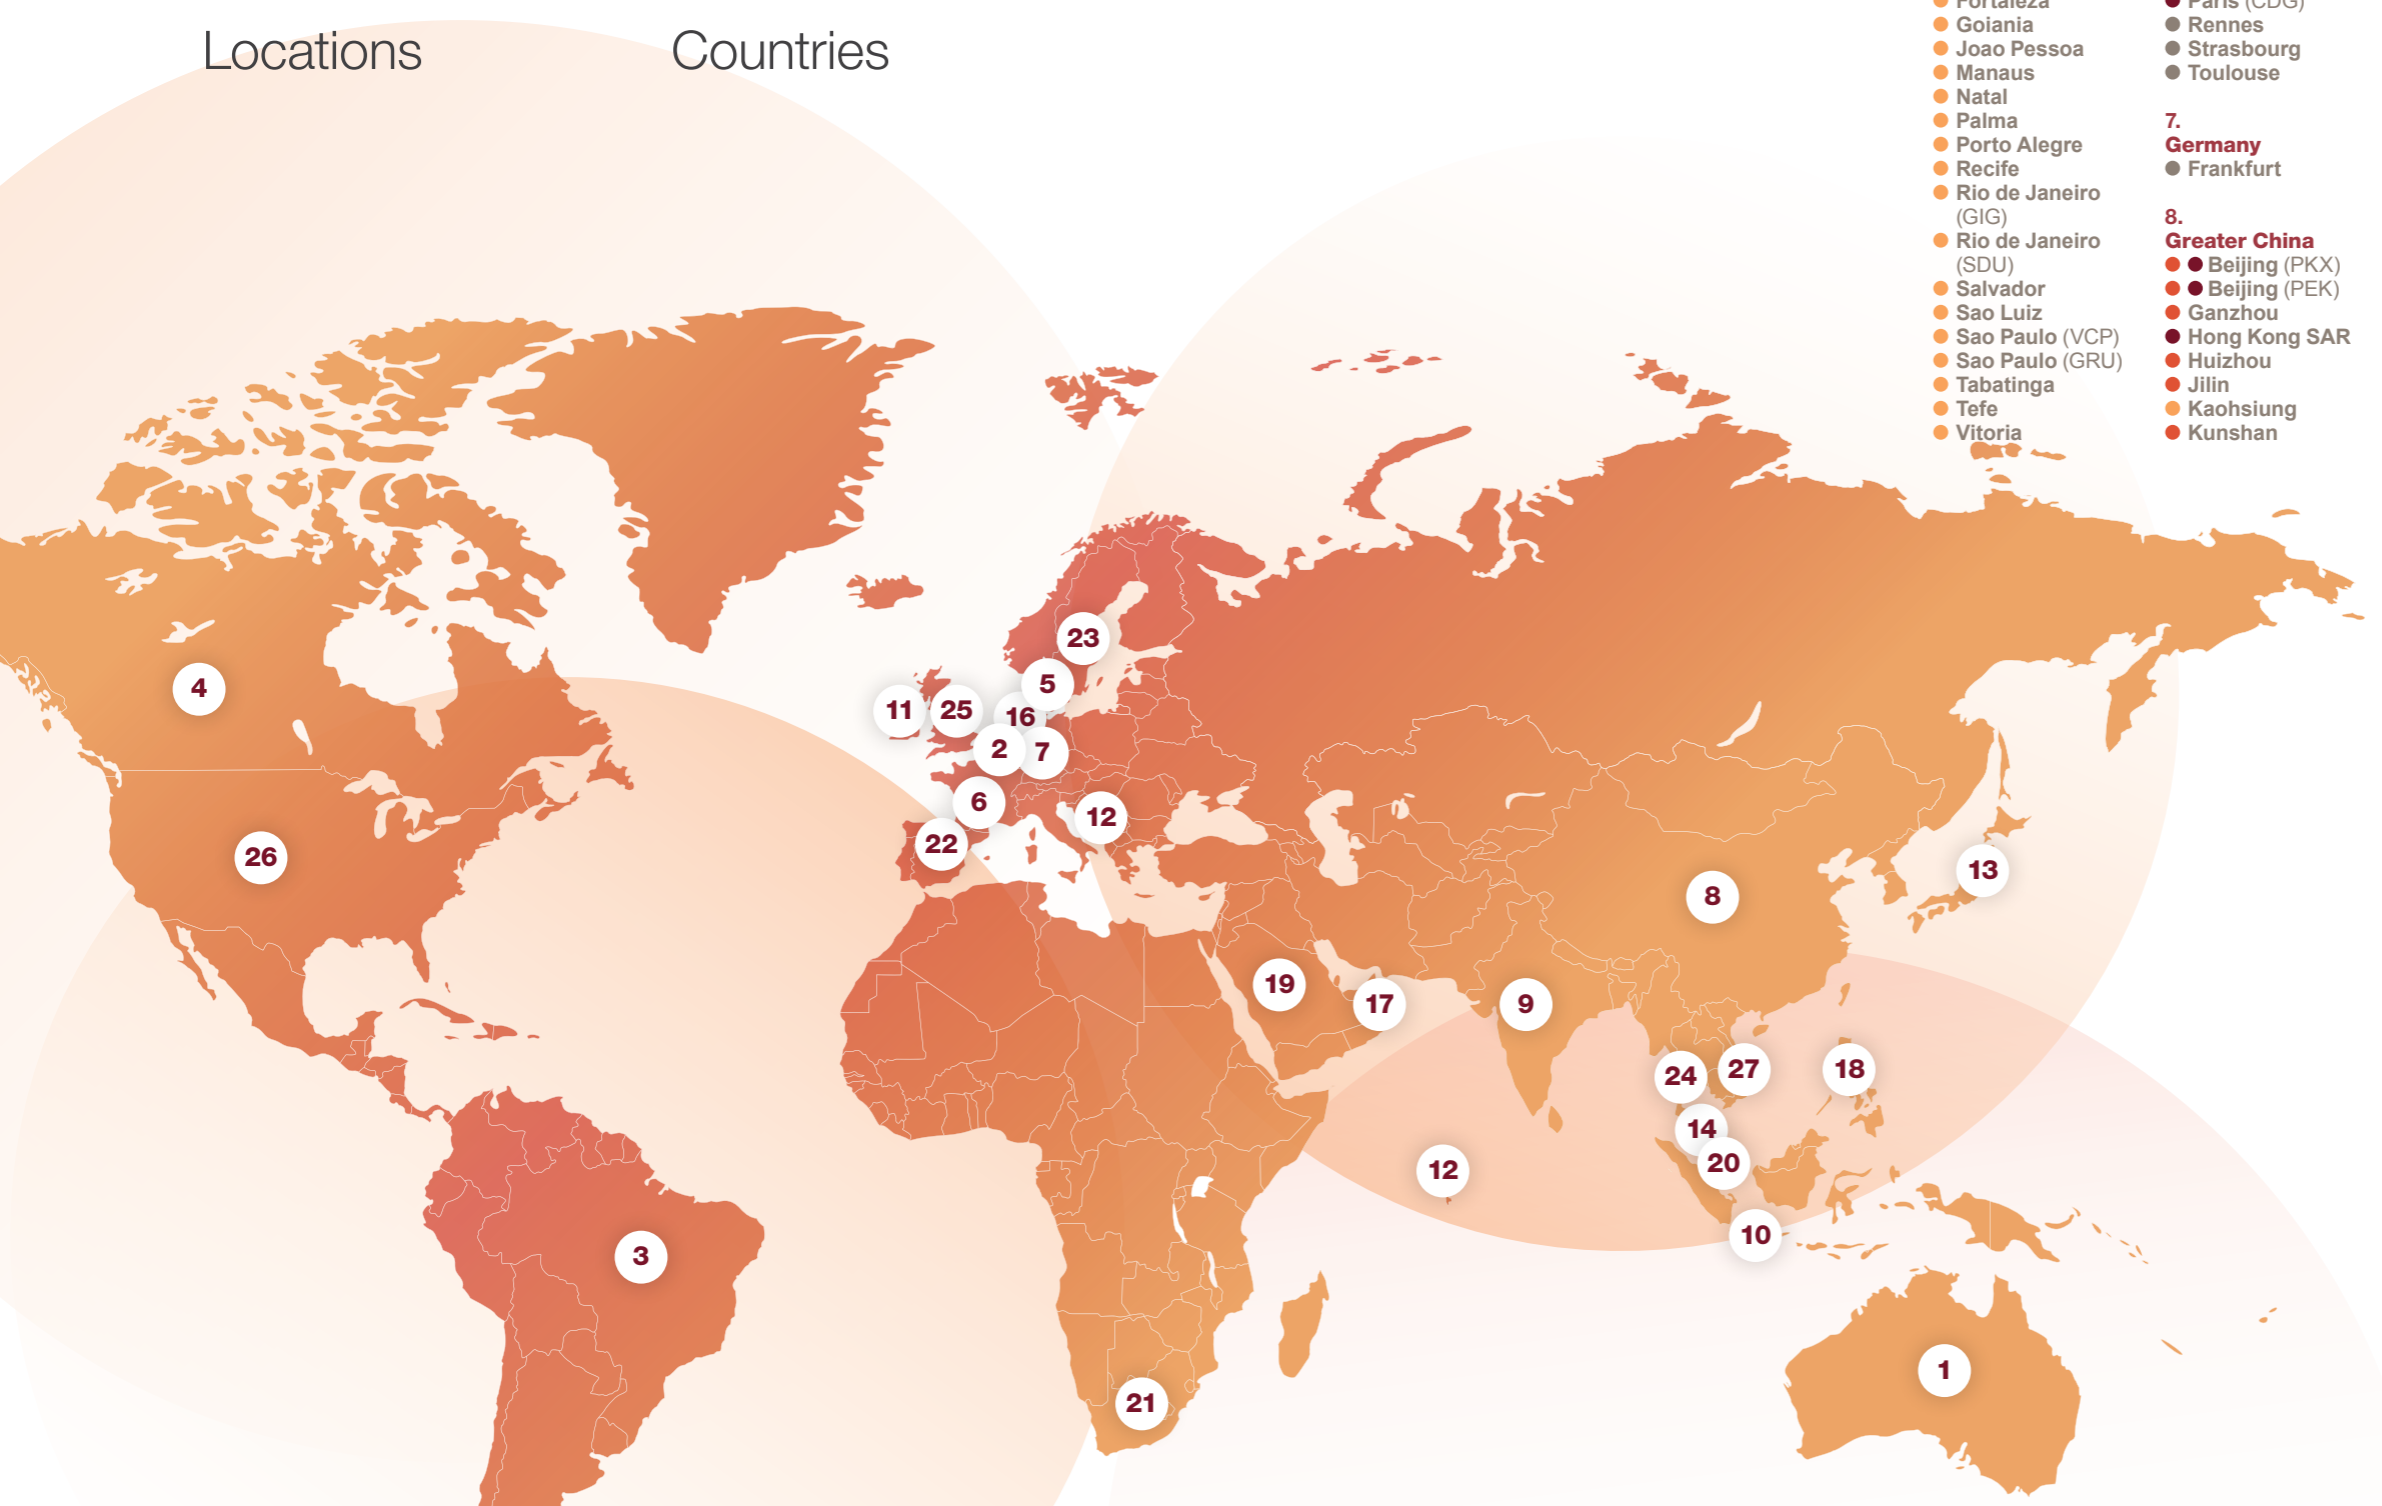 Locations
Countries
Fortaleza
Goiania
Joao Pessoa
Manaus
Natal
Palma
Porto Alegre
Recife
Rio de Janeiro
(GIG)
Rio de Janeiro
(SDU)
Salvador
Sao Luiz
Sao Paulo (VCP)
Sao Paulo (GRU)
Tabatinga
Tefe
Vitoria
Paris (CDG)
Rennes
Strasbourg
Toulouse
7.
Germany
Frankfurt
8.
Greater China
Beijing (PKX)
Beijing (PEK)
Ganzhou
Hong Kong SAR
Huizhou
Jilin
Kaohsiung
Kunshan
23
4
5
11
25
16
2
7
6
12
22
26
13
8
19
17
9
24
27
18
14
20
12
10
3
1
21